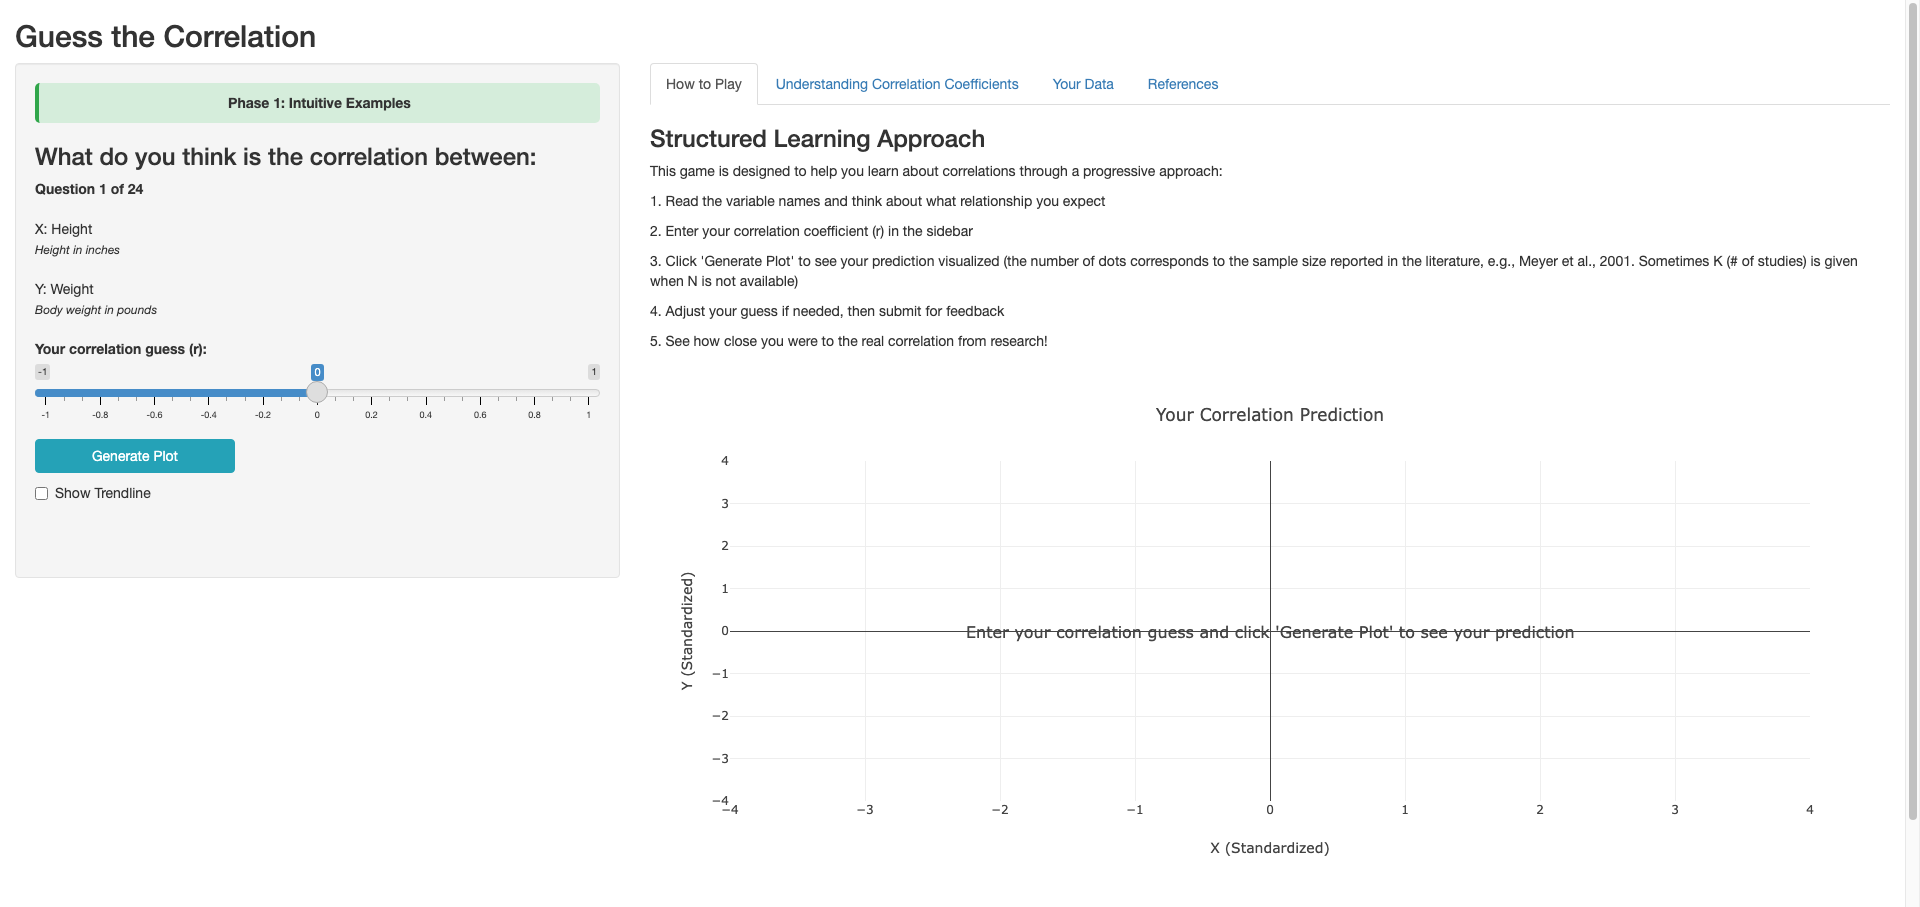 Guess the Correlation
Phase 1: Intuitive Examples
What do you think is the correlation between:
Question 1 of 24
X: Height
Height in inches
Y: Weight
Body weight in pounds
Your correlation guess (r):
-1 0 1
-1 -0.8 -0.6 -0.4 -0.2 0 0.2 0.4 0.6 0.8 1
Generate Plot
Show Trendline
How to Play Understanding Correlation Coefficients Your Data References
Structured Learning Approach
This game is designed to help you learn about correlations through a progressive approach:
1. Read the variable names and think about what relationship you expect
2. Enter your correlation coefficient (r) in the sidebar
3. Click 'Generate Plot' to see your prediction visualized (the number of dots corresponds to the sample size reported in the literature, e.g., Meyer et al., 2001. Sometimes K (# of studies) is given
when N is not available)
4. Adjust your guess if needed, then submit for feedback
5. See how close you were to the real correlation from research!
Your Correlation Prediction
4
3
2
1
0
−1
−2
−3
−4
Y (Standardized)
Enter your correlation guess and click 'Generate Plot' to see your prediction
−4 −3 −2 −1 0 1 2 3 4
X (Standardized)